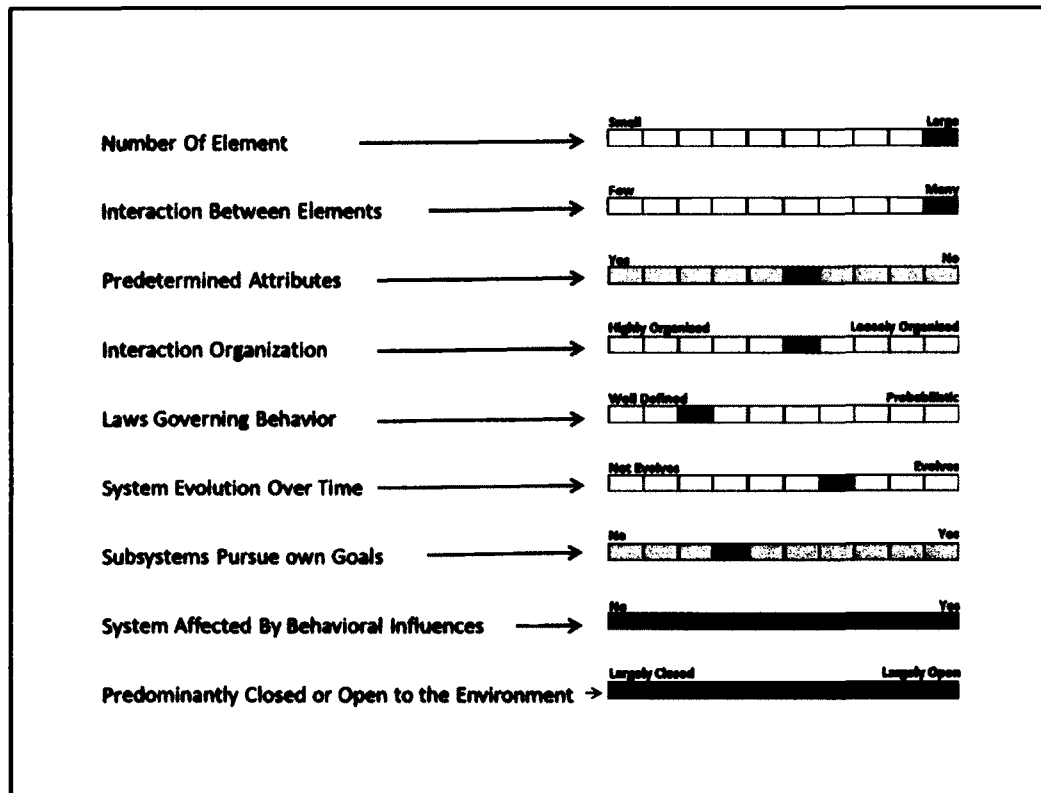 Small Large
Number Of Element
Few Many
Interaction Between Elements
Yes No
Predetermined Attributes
Highly Organized Loosely Organized
Interaction Organization
Well Defined Probabilistic
Laws Governing Behavior
Not Evolves Evolves
System Evolution Over Time
No Yes
Subsystems Pursue own Goals
No Yes
System Affected By Behavioral Influences
Largely Closed Largely Open
Predominantly Closed or Open to the Environment